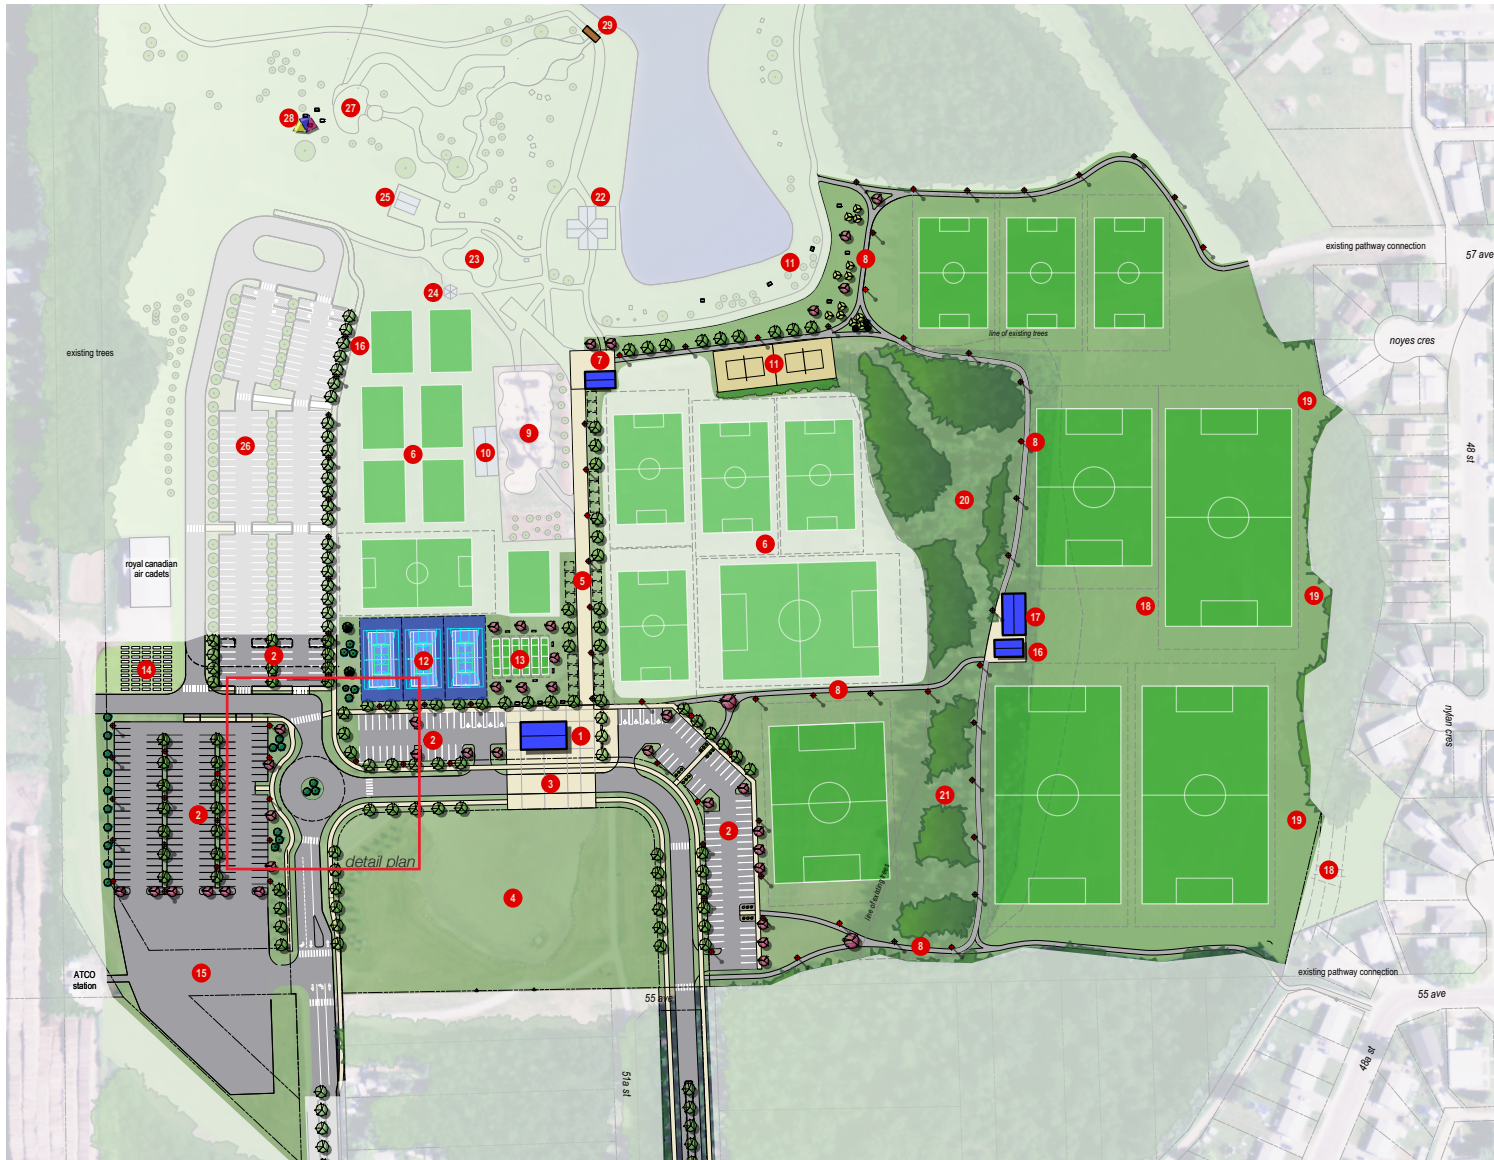 29
27
28
25
22
23
24
11
8
existing pathway connection
57 ave
line of existing trees
noyes cres
existing trees
16
7
11
19
26
6
10
9
8
48 st
20
6
royal canadian
air cadets
5
18
19
17
14
2
12
13
16
8
nylan cres
2
1
3
21
2
2
19
detail plan
line of existing trees
18
4
8
15
ATCO
station
existing pathway connection
55 ave
55 ave
51a st
48a st